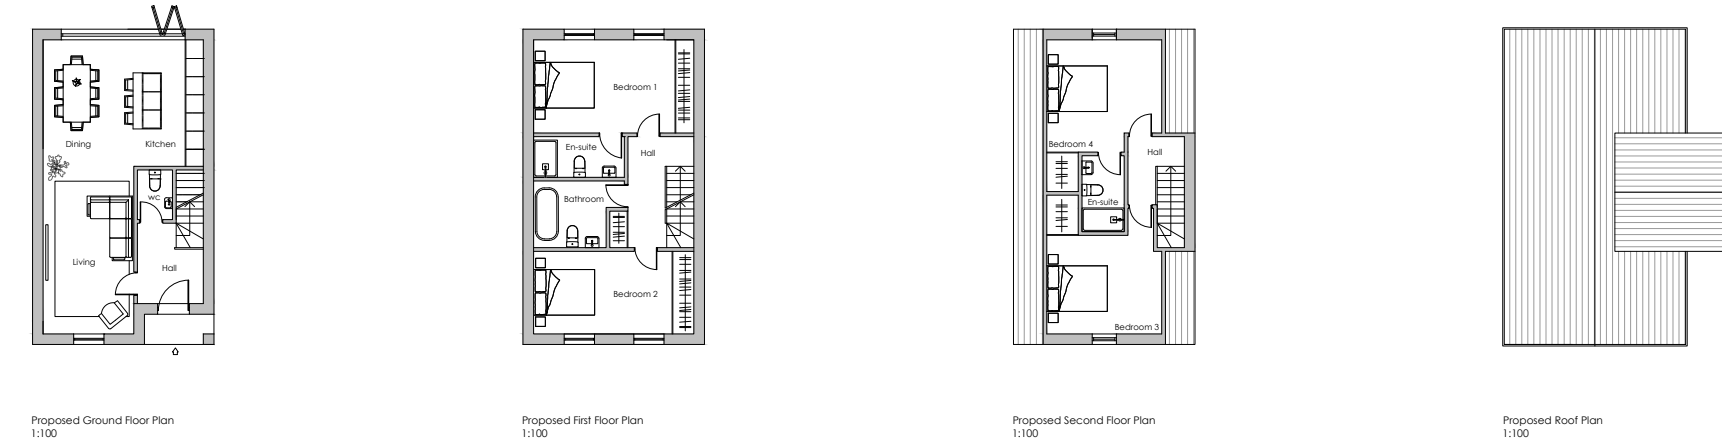 Dining
Kitchen
WC
Living
Hall
Proposed Ground Floor Plan
1:100
Bedroom 1
En-suite
Hall
Bathroom
Bedroom 2
Proposed First Floor Plan
1:100
Bedroom 4
Hall
En-suite
Bedroom 3
Proposed Second Floor Plan
1:100
Proposed Roof Plan
1:100